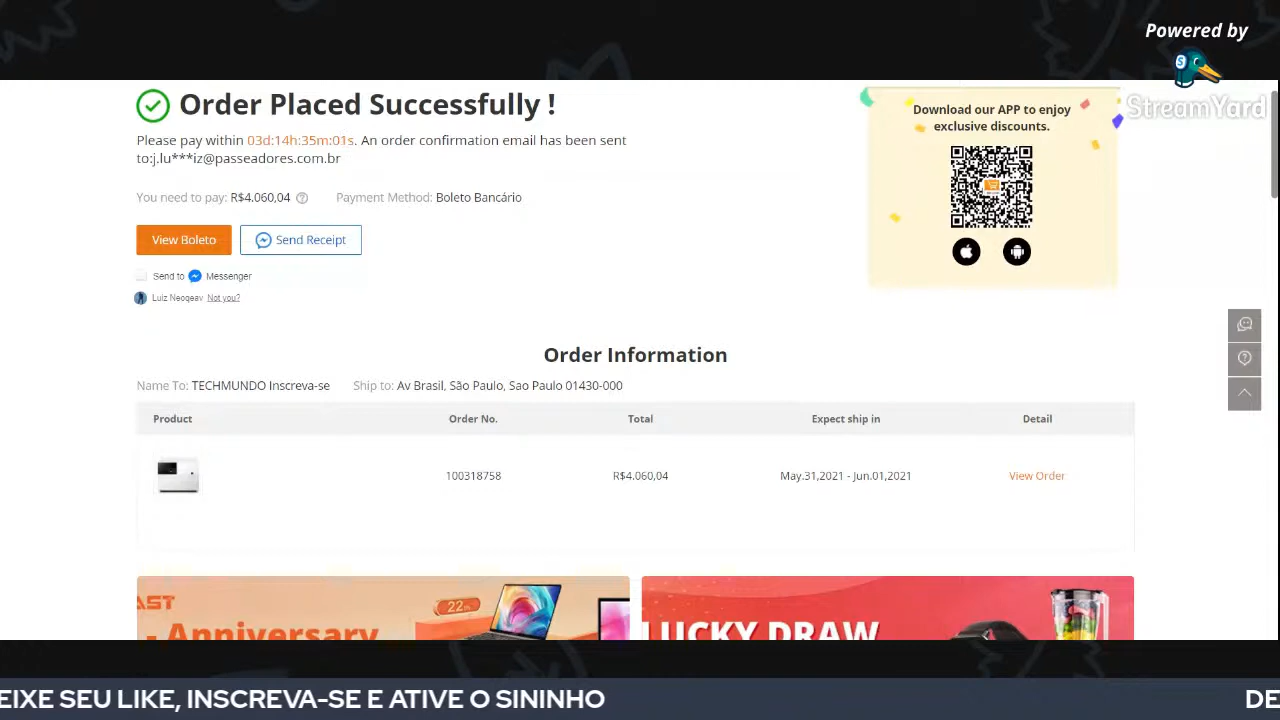 Powered by
StreamYard
Order Placed Successfully !
Please pay within 03d:14h:35m:01s. An order confirmation email has been sent
to:j.lu***iz@passeadores.com.br
You need to pay: R$4.060,04 Payment Method: Boleto Bancário
View Boleto Send Receipt
Send to Messenger
Luiz Neoqeav Not you?
Download our APP to enjoy
exclusive discounts.
Order Information
Name To: TECHMUNDO Inscreva-se Ship to: Av Brasil, São Paulo, Sao Paulo 01430-000
Product Order No. Total Expect ship in Detail
100318758 R$4.060,04 May.31,2021 - Jun.01,2021 View Order
AST
22%
- Anniversary
LUCKY DRAW
EIXE SEU LIKE, INSCREVA-SE E ATIVE O SININHO DE